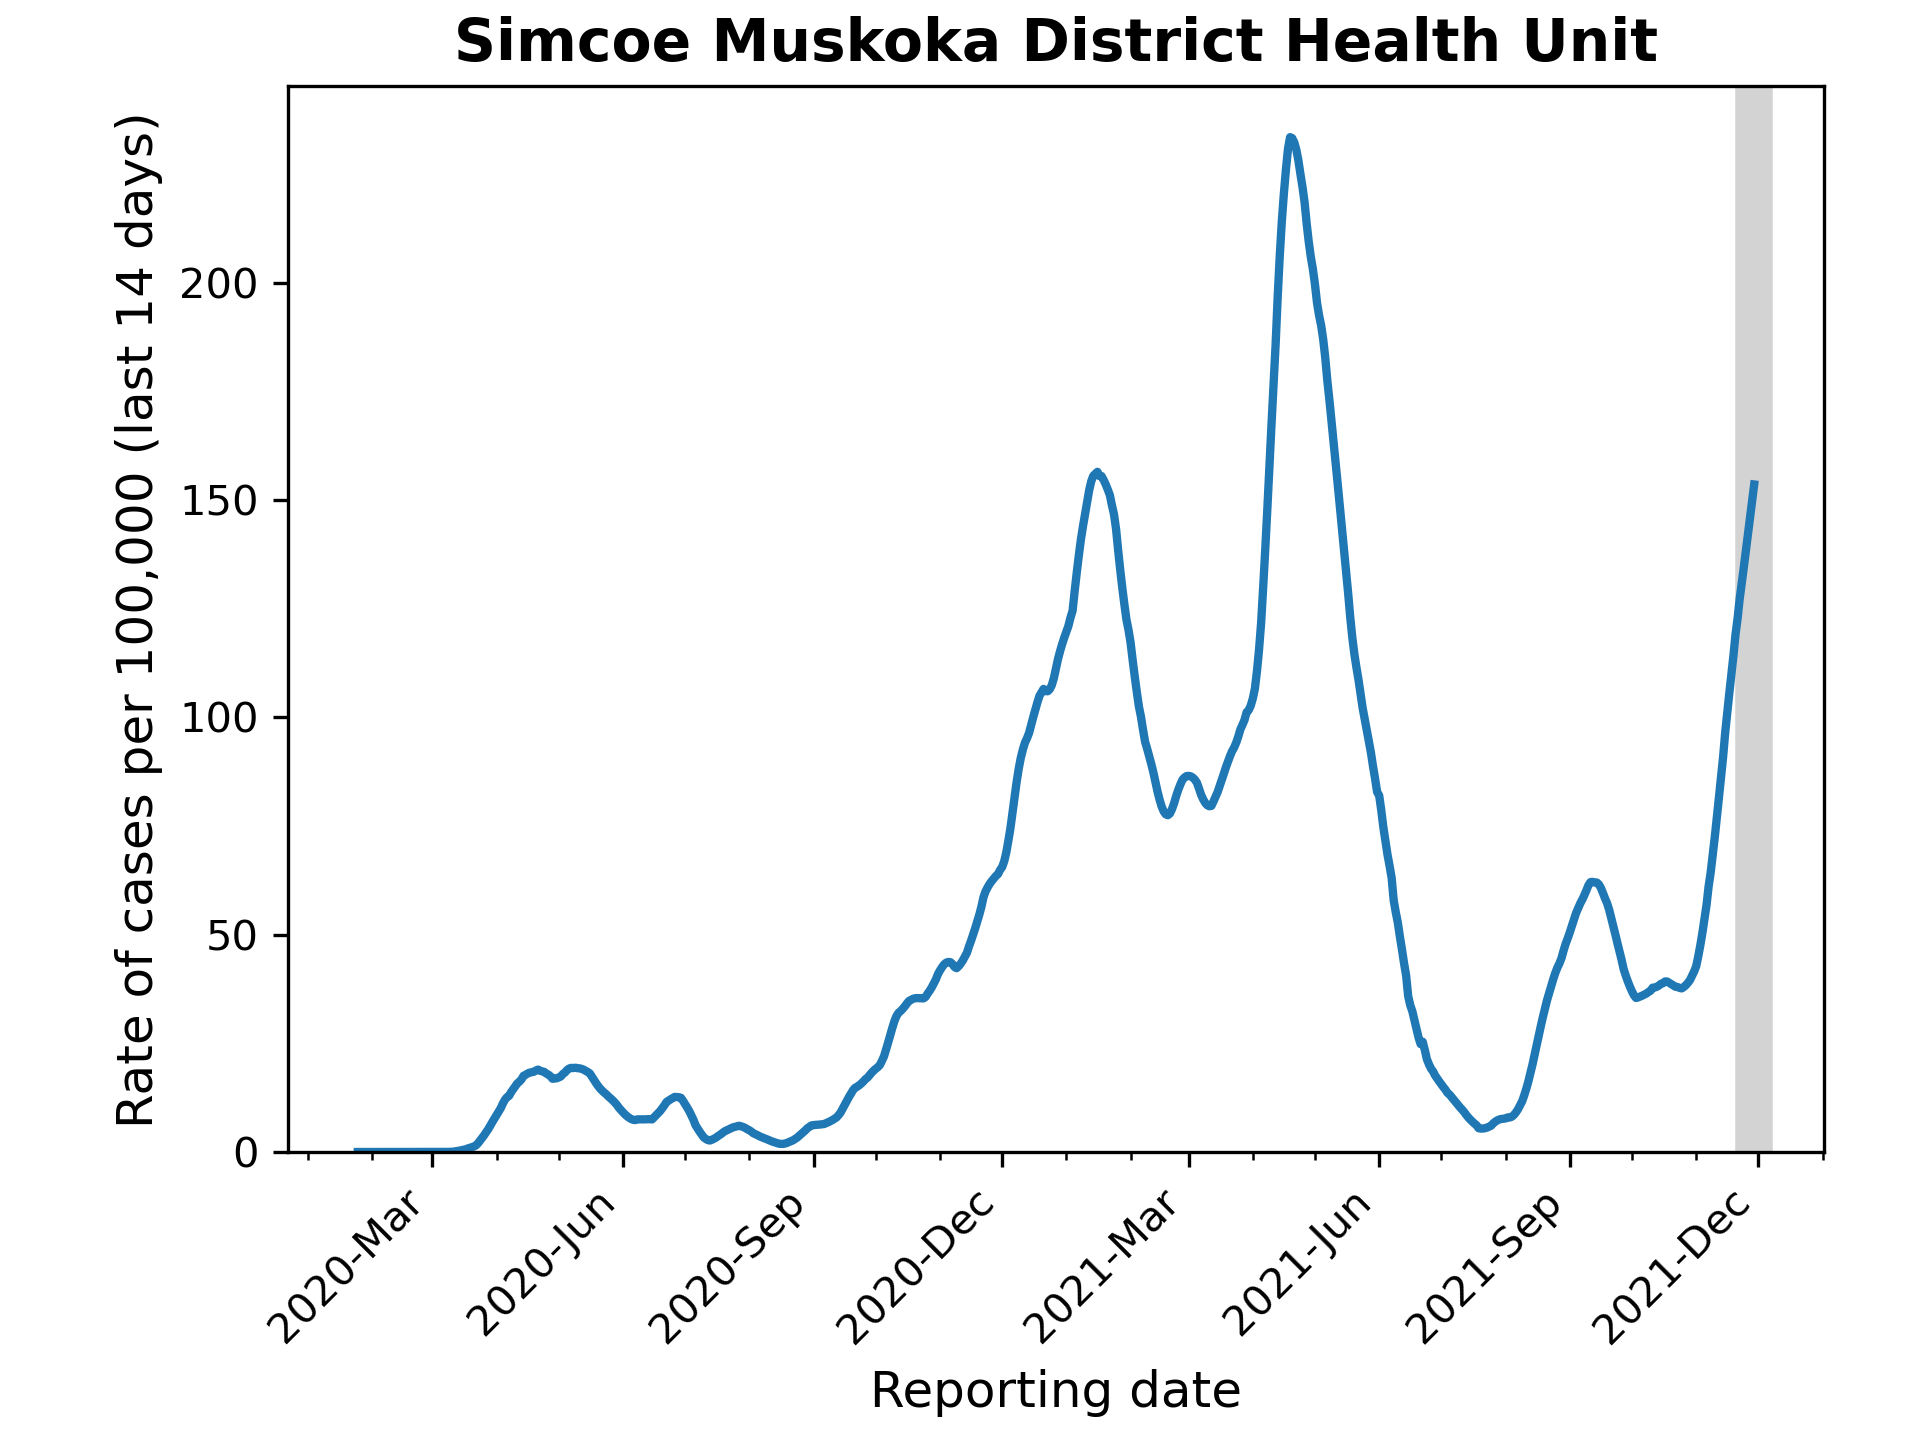 Simcoe Muskoka District Health Unit
Rate of cases per 100,000 (last 14 days)
200
150
100
50
0
2020-Mar
2020-Jun
2020-Sep
2020-Dec
2021-Mar
2021-Jun
2021-Sep
2021-Dec
Reporting date